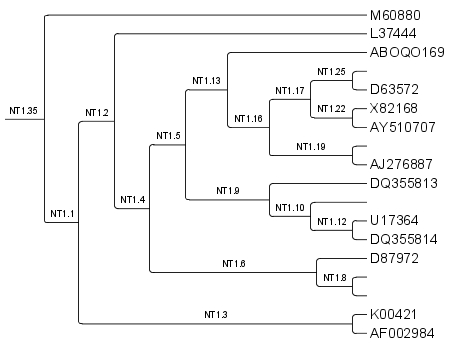 M60880
L37444
ABOQO169
NT1.25
NT1.13
D63572
NT1.17
X82168
NT1.35
NT1.2
NT1.22
NT1.16
AY510707
NT1.5
NT1.19
AJ276887
DQ355813
NT1.9
NT1.4
NT1.10
NT1.1
U17364
NT1.12
DQ355814
D87972
NT1.6
NT1.8
K00421
NT1.3
AF002984